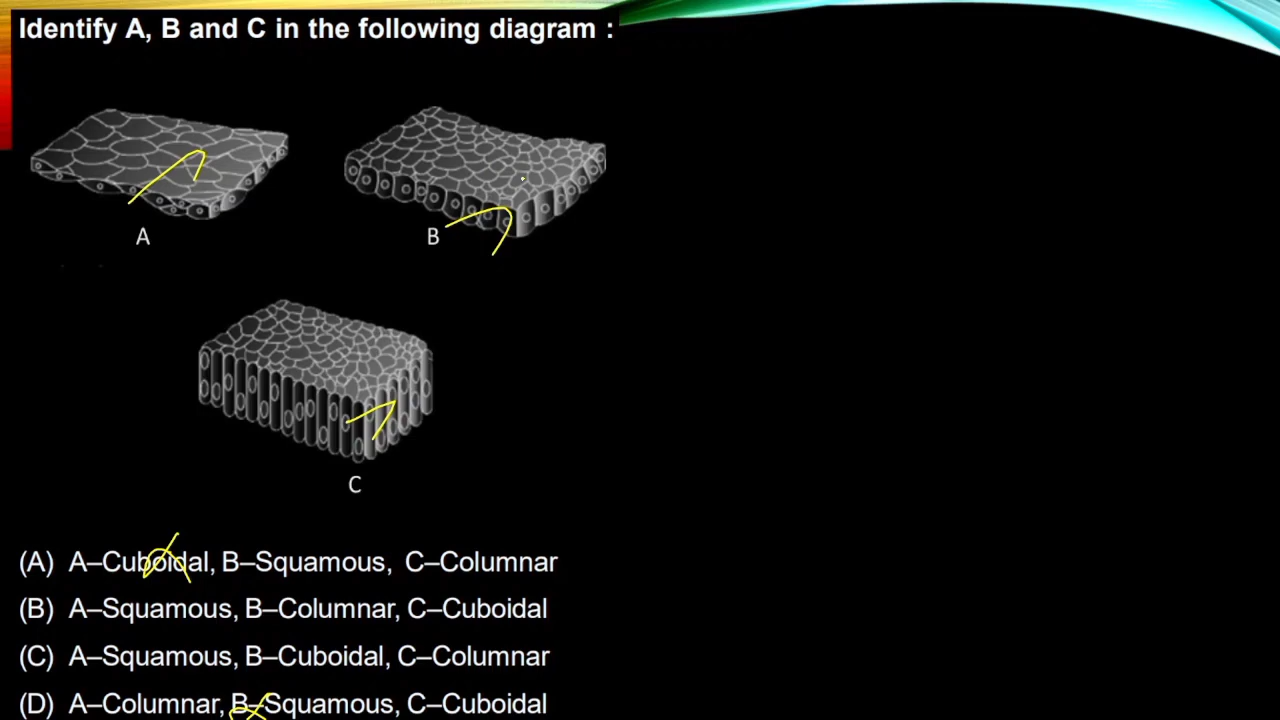 Identify A, B and C in the following diagram :
A
B
C
(A) A–Cuboidal, B–Squamous, C–Columnar
(B) A–Squamous, B–Columnar, C–Cuboidal
(C) A–Squamous, B–Cuboidal, C–Columnar
(D) A–Columnar, B–Squamous, C–Cuboidal